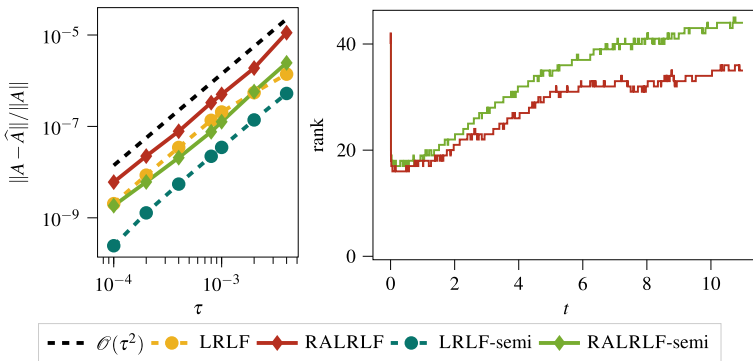 10^{-5}
10^{-7}
10^{-9}
‖A − Â‖/‖A‖
10^{-4}
10^{-3}
τ
40
20
0
rank
0 2 4 6 8 10
t
𝒪(τ^2) LRLF RALRLF LRLF-semi RALRLF-semi